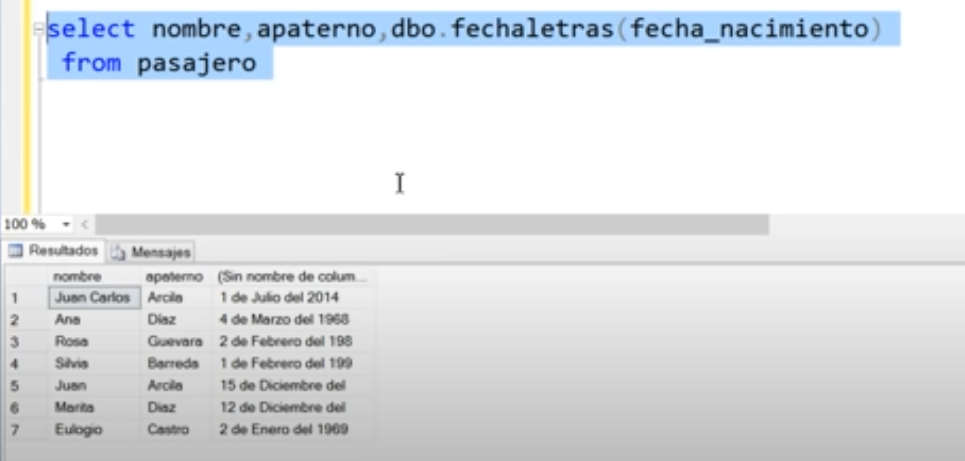 select nombre,apaterno,dbo.fechaletras(fecha_nacimiento)
from pasajero
100 %
Resultados Mensajes
nombre apaterno (Sin nombre de colum...
1 Juan Carlos Arcila 1 de Julio del 2014
2 Ana Díaz 4 de Marzo del 1968
3 Rosa Guevara 2 de Febrero del 198
4 Silvia Barreda 1 de Febrero del 199
5 Juan Arcila 15 de Diciembre del
6 Marita Diaz 12 de Diciembre del
7 Eulogio Castro 2 de Enero del 1969